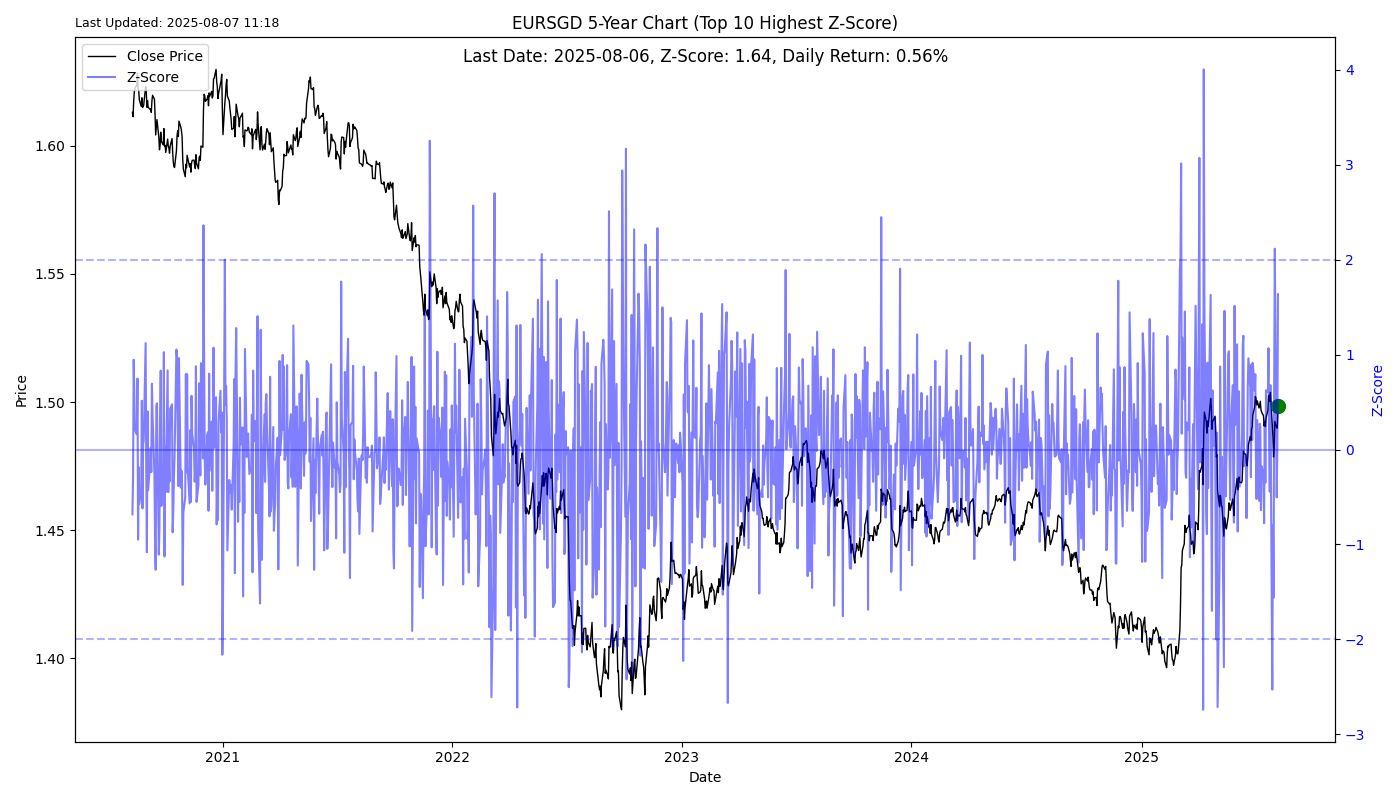 Last Updated: 2025-08-07 11:18
EURSGD 5-Year Chart (Top 10 Highest Z-Score)
Last Date: 2025-08-06, Z-Score: 1.64, Daily Return: 0.56%
Close Price
Z-Score
1.60
1.55
1.50
1.45
1.40
Price
4
3
2
1
0
−1
−2
−3
Z-Score
2021
2022
2023
2024
2025
Date